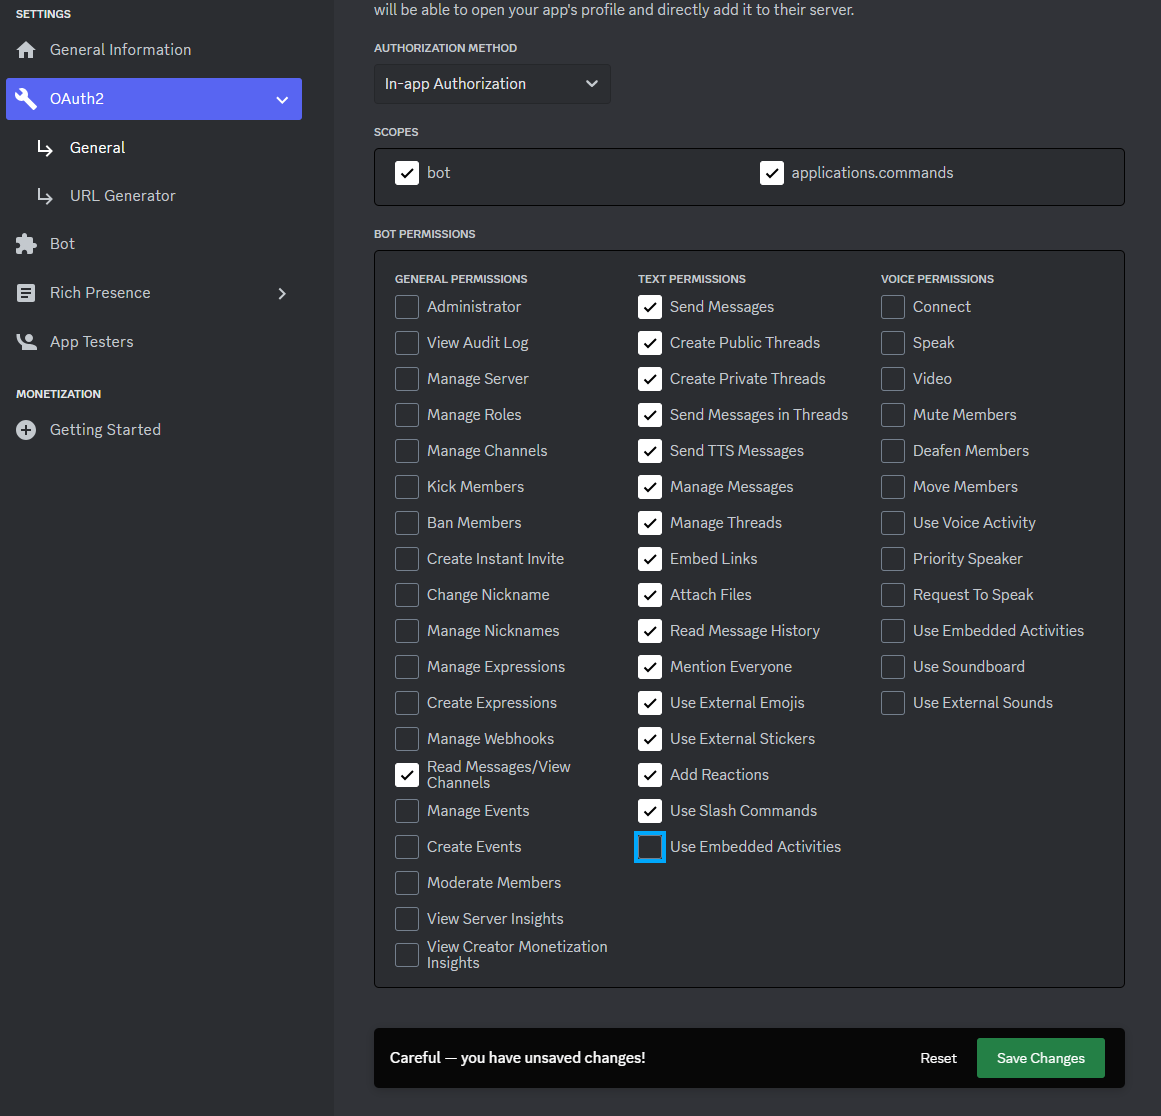 SETTINGS
General Information
OAuth2
General
URL Generator
Bot
Rich Presence
App Testers
MONETIZATION
Getting Started
will be able to open your app's profile and directly add it to their server.
AUTHORIZATION METHOD
In-app Authorization
SCOPES
bot
applications.commands
BOT PERMISSIONS
GENERAL PERMISSIONS
Administrator
View Audit Log
Manage Server
Manage Roles
Manage Channels
Kick Members
Ban Members
Create Instant Invite
Change Nickname
Manage Nicknames
Manage Expressions
Create Expressions
Manage Webhooks
Read Messages/View
Channels
Manage Events
Create Events
Moderate Members
View Server Insights
View Creator Monetization
Insights
TEXT PERMISSIONS
Send Messages
Create Public Threads
Create Private Threads
Send Messages in Threads
Send TTS Messages
Manage Messages
Manage Threads
Embed Links
Attach Files
Read Message History
Mention Everyone
Use External Emojis
Use External Stickers
Add Reactions
Use Slash Commands
Use Embedded Activities
VOICE PERMISSIONS
Connect
Speak
Video
Mute Members
Deafen Members
Move Members
Use Voice Activity
Priority Speaker
Request To Speak
Use Embedded Activities
Use Soundboard
Use External Sounds
Careful — you have unsaved changes!
Reset
Save Changes